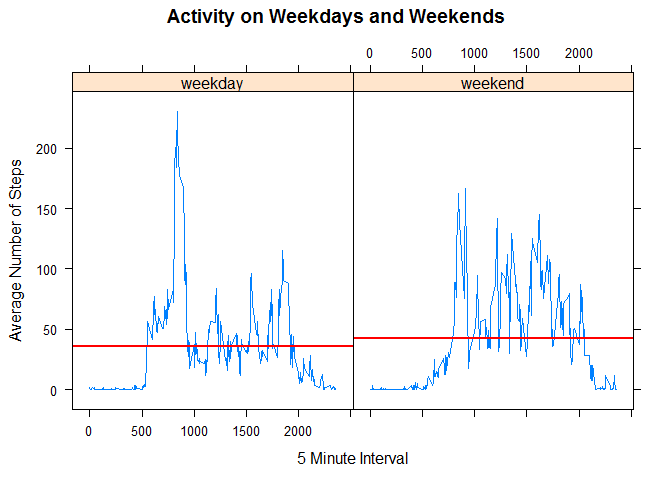 Activity on Weekdays and Weekends
0 500 1000 1500 2000
weekday weekend
Average Number of Steps
200
150
100
50
0
0 500 1000 1500 2000
5 Minute Interval